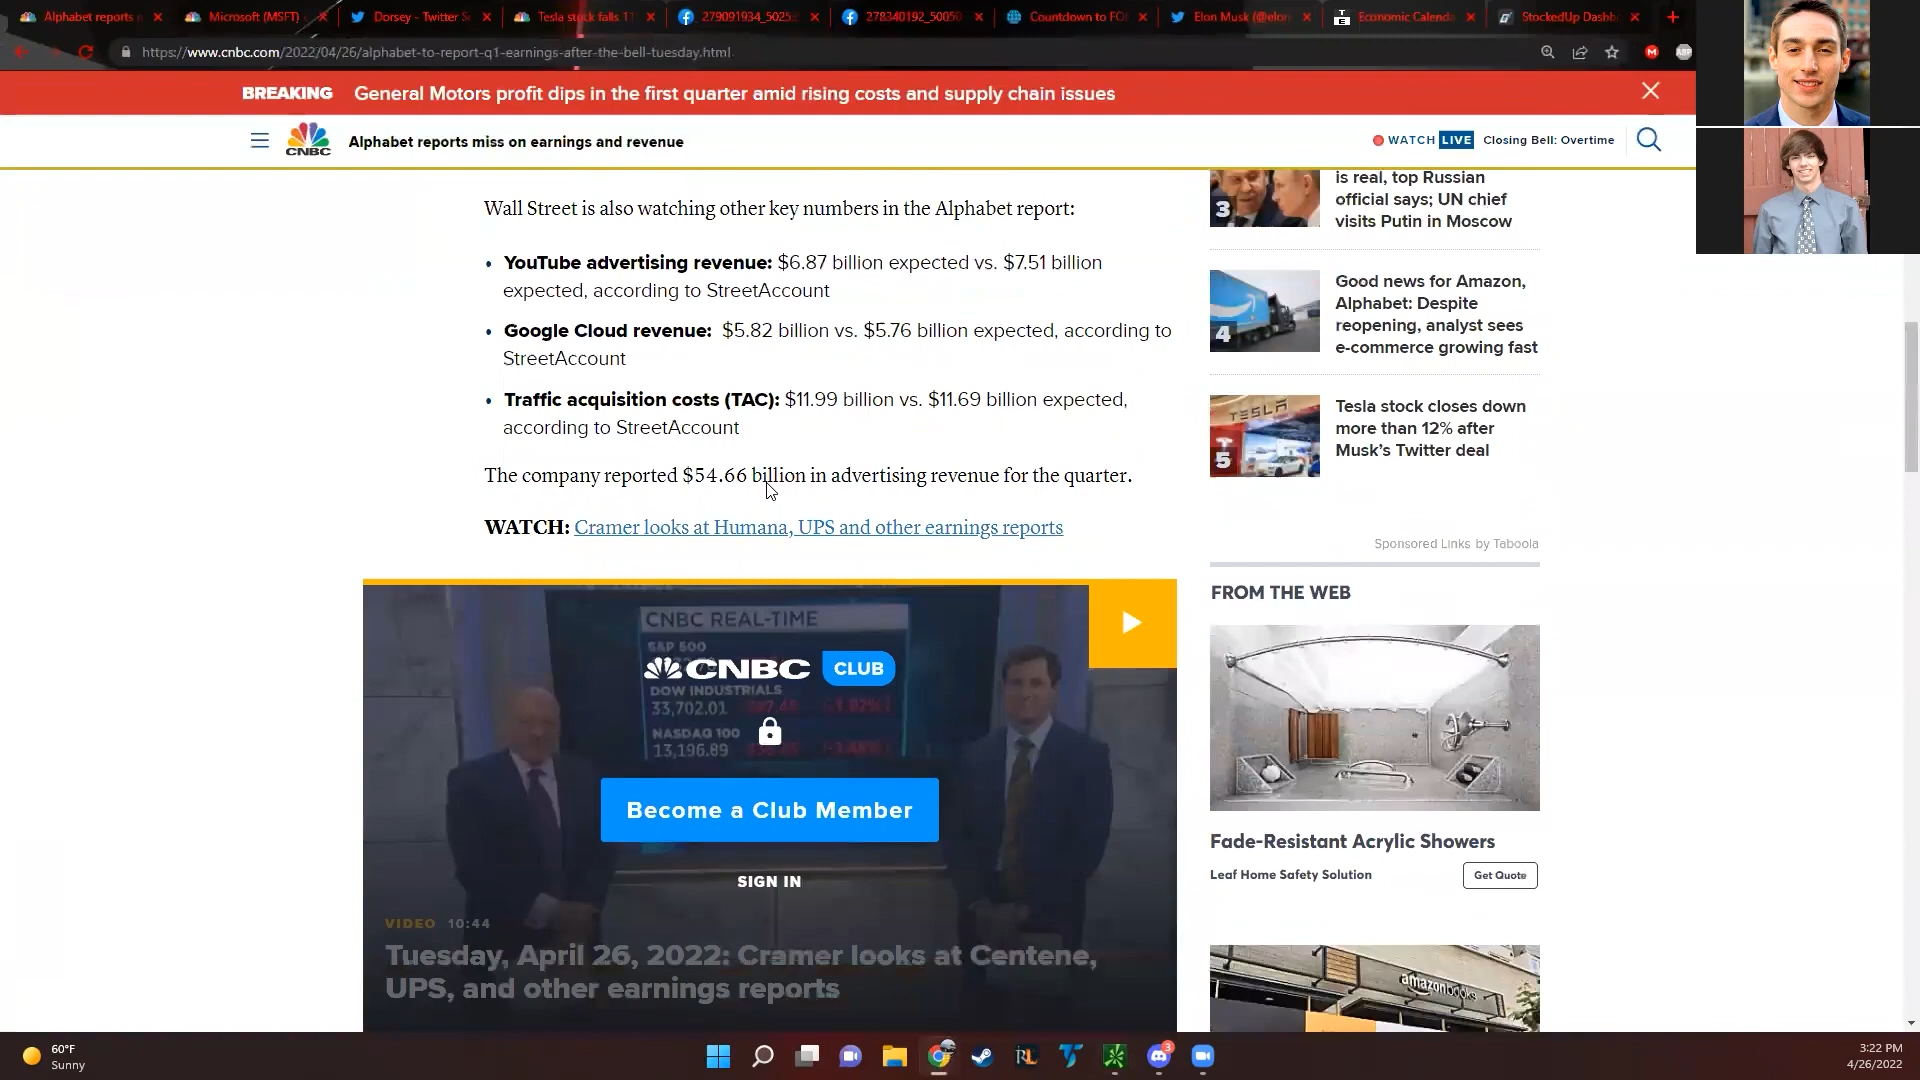 Alphabet reports
Microsoft (MSFT)
Dorsey - Twitter
Tesla stock falls 11
279091934_5025
278340192_50050
Countdown to
Elon Musk (@elon
Economic Calenda
StockedUp Dashb
https://www.cnbc.com/2022/04/26/alphabet-to-report-q1-earnings-after-the-bell-tuesday.html
BREAKING General Motors profit dips in the first quarter amid rising costs and supply chain issues
CNBC
Alphabet reports miss on earnings and revenue
WATCH LIVE Closing Bell: Overtime
Wall Street is also watching other key numbers in the Alphabet report:
• YouTube advertising revenue: $6.87 billion expected vs. $7.51 billion
expected, according to StreetAccount
• Google Cloud revenue: $5.82 billion vs. $5.76 billion expected, according to
StreetAccount
• Traffic acquisition costs (TAC): $11.99 billion vs. $11.69 billion expected,
according to StreetAccount
The company reported $54.66 billion in advertising revenue for the quarter.
WATCH: Cramer looks at Humana, UPS and other earnings reports
CNBC REAL-TIME
S&P 500
CNBC CLUB
DOW INDUSTRIALS
33,702.01
NASDAQ 100
13,196.89
Become a Club Member
SIGN IN
VIDEO 10:44
Tuesday, April 26, 2022: Cramer looks at Centene,
UPS, and other earnings reports
3
is real, top Russian
official says; UN chief
visits Putin in Moscow
4
Good news for Amazon,
Alphabet: Despite
reopening, analyst sees
e-commerce growing fast
TESLA
5
Tesla stock closes down
more than 12% after
Musk's Twitter deal
Sponsored Links by Taboola
FROM THE WEB
Fade-Resistant Acrylic Showers
Leaf Home Safety Solution
Get Quote
amazonbooks
60°F
Sunny
3
3:22 PM
4/26/2022